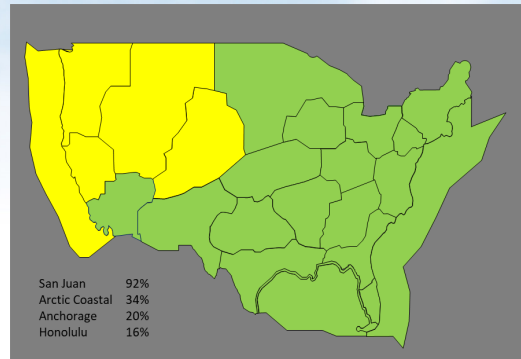 San Juan 92%
Arctic Coastal 34%
Anchorage 20%
Honolulu 16%